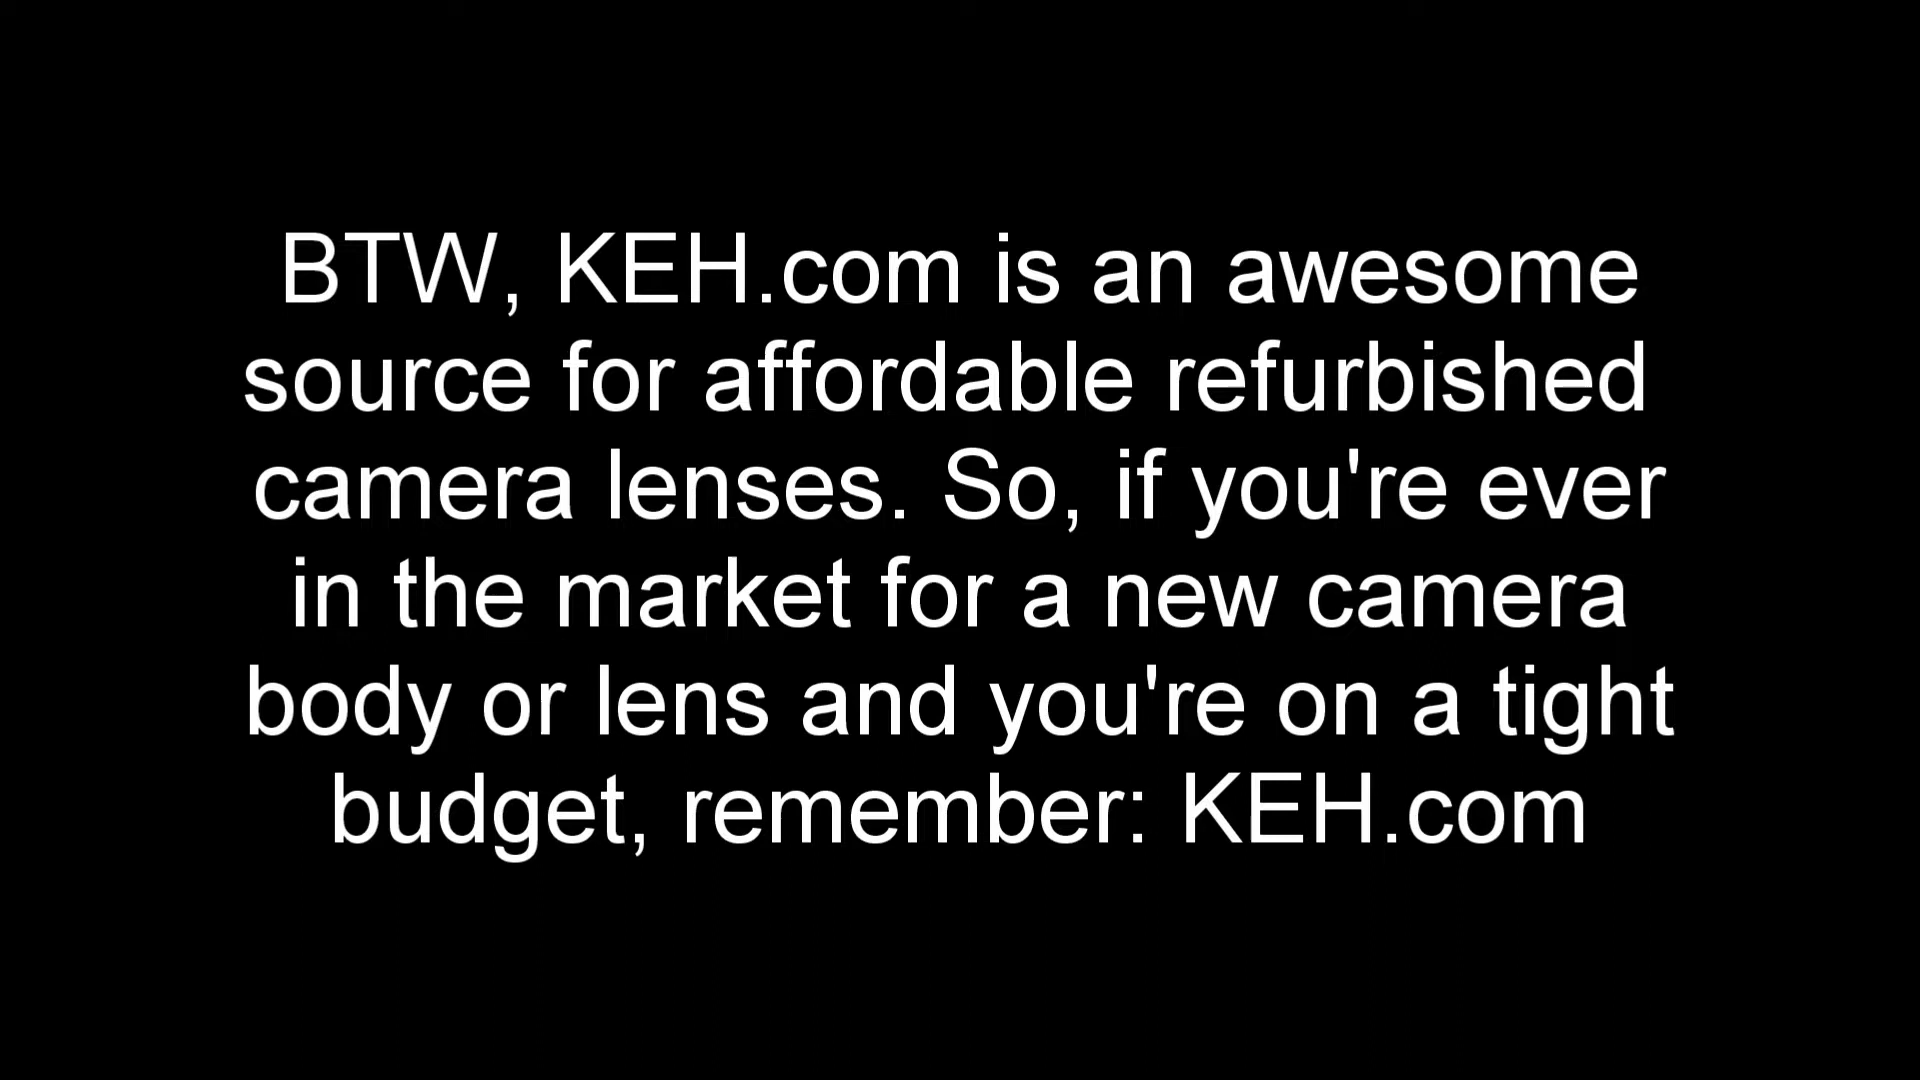 BTW, KEH.com is an awesome
source for affordable refurbished
camera lenses. So, if you're ever
in the market for a new camera
body or lens and you're on a tight
budget, remember: KEH.com